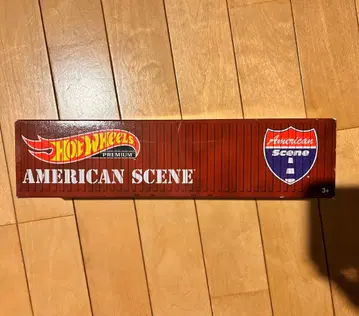 Hot Wheels
PREMIUM
AMERICAN SCENE
American
Scene
3+